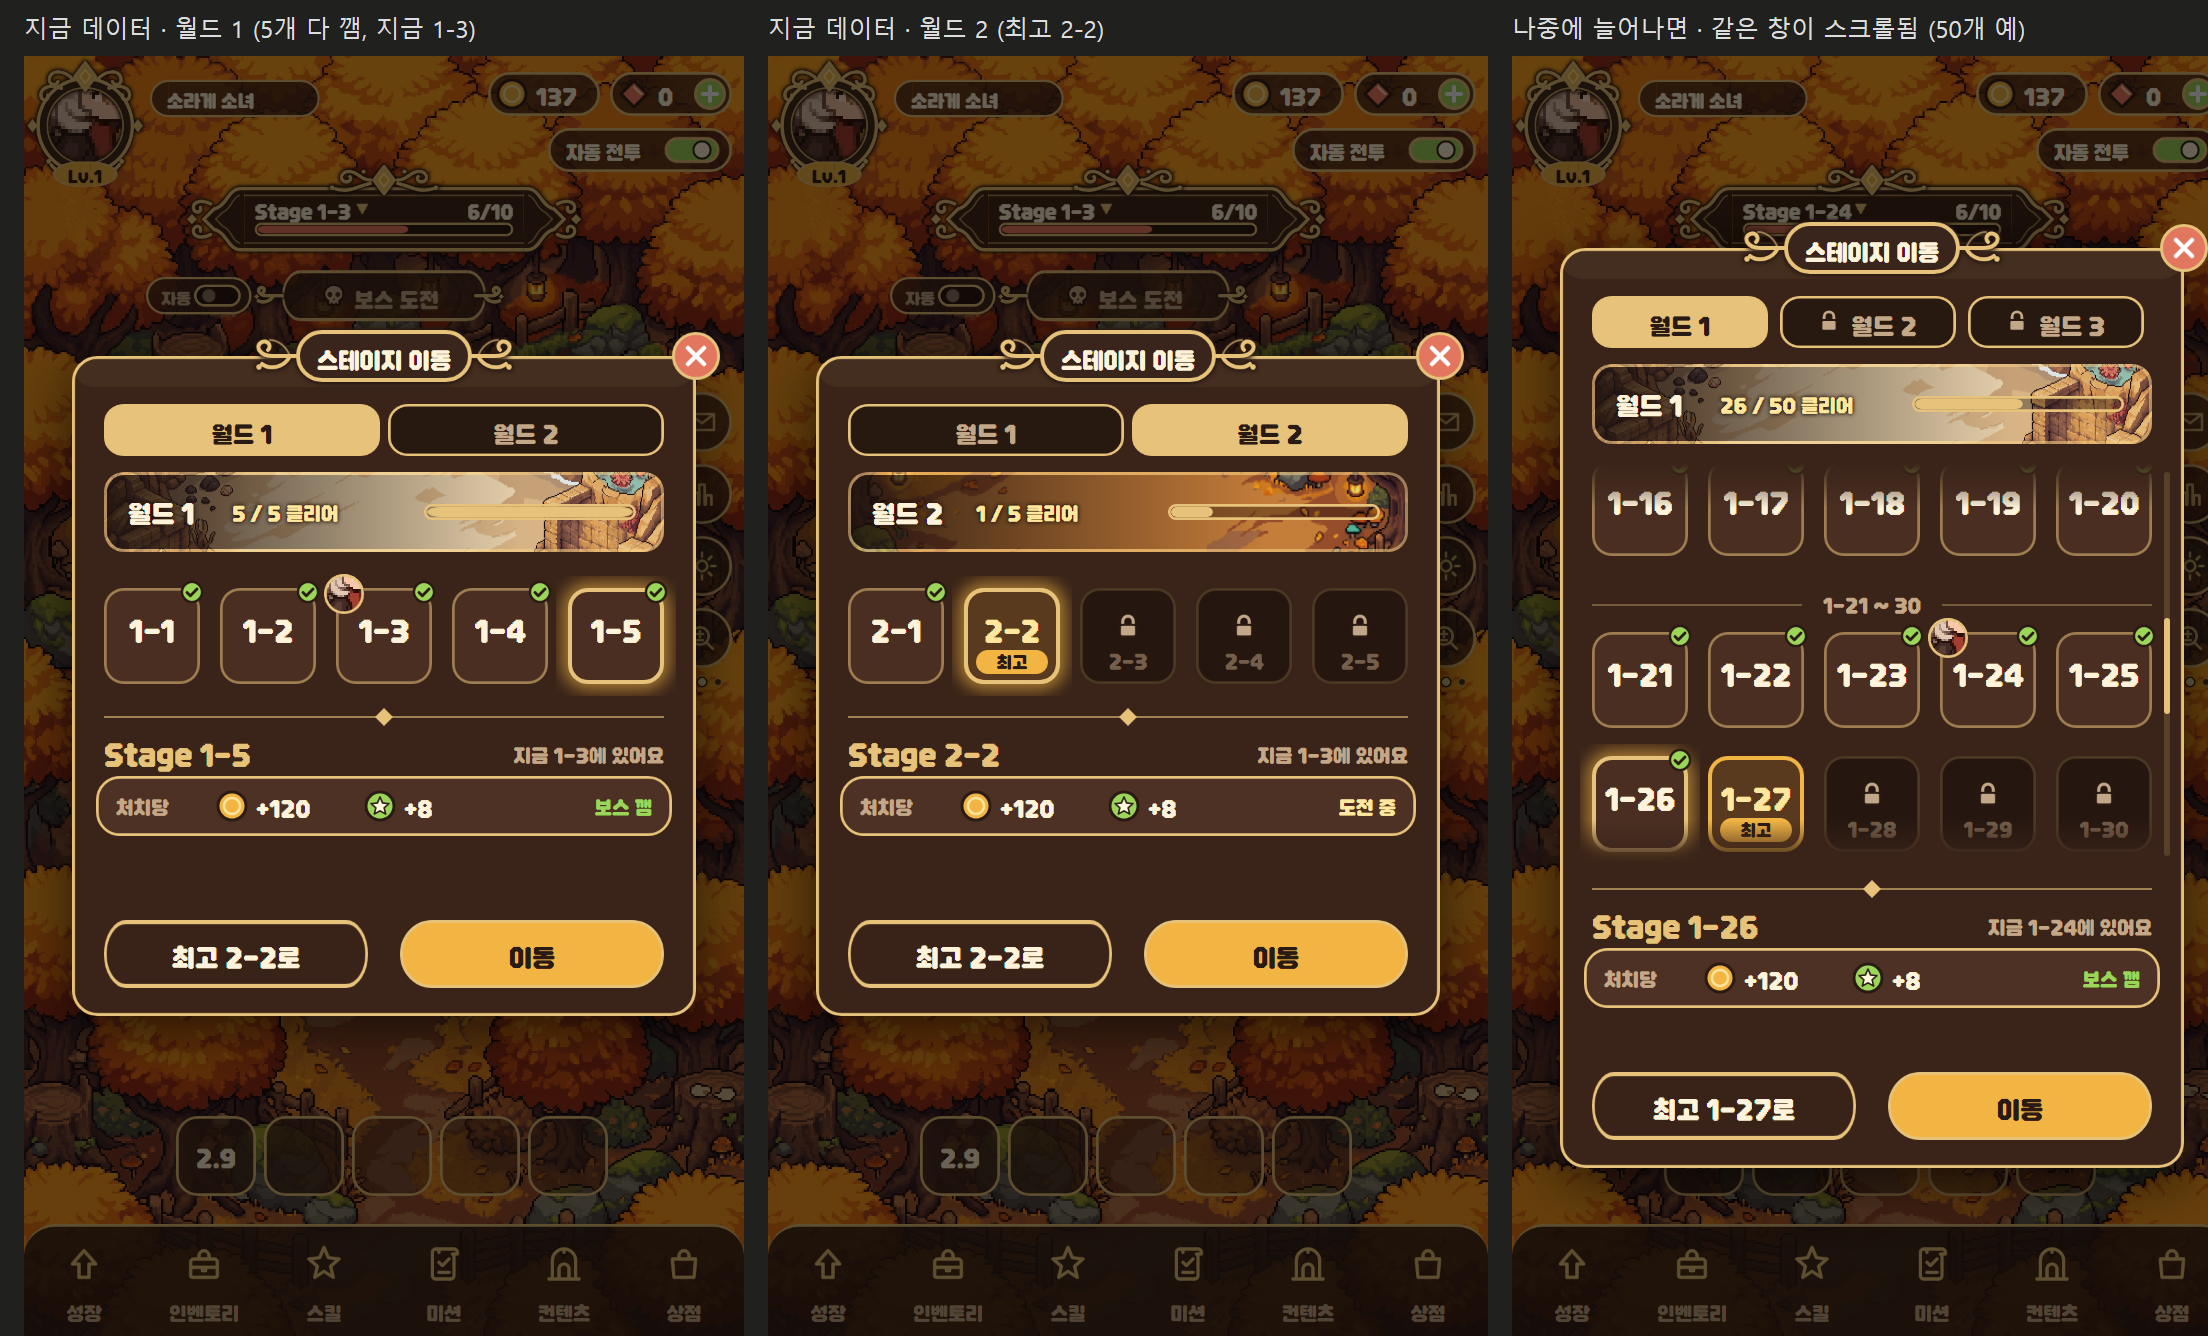 지금 데이터 · 월드 1 (5개 다 깸, 지금 1-3)
소라게 소녀
137
0
자동 전투
Lv.1
Stage 1-3
6/10
자동
보스 도전
스테이지 이동
월드 1
월드 2
월드 1
5 / 5 클리어
1-1
1-2
1-3
1-4
1-5
Stage 1-5
지금 1-3에 있어요
처치당
+120
+8
보스 깸
최고 2-2로
이동
2.9
성장
인벤토리
스킬
미션
컨텐츠
상점
지금 데이터 · 월드 2 (최고 2-2)
소라게 소녀
137
0
자동 전투
Lv.1
Stage 1-3
6/10
자동
보스 도전
스테이지 이동
월드 1
월드 2
월드 2
1 / 5 클리어
2-1
2-2
최고
2-3
2-4
2-5
Stage 2-2
지금 1-3에 있어요
처치당
+120
+8
도전 중
최고 2-2로
이동
2.9
성장
인벤토리
스킬
미션
컨텐츠
상점
나중에 늘어나면 · 같은 창이 스크롤됨 (50개 예)
소라게 소녀
137
0
자동 전투
Lv.1
Stage 1-24
6/10
스테이지 이동
월드 1
월드 2
월드 3
월드 1
26 / 50 클리어
1-16
1-17
1-18
1-19
1-20
1-21 ~ 30
1-21
1-22
1-23
1-24
1-25
1-26
1-27
최고
1-28
1-29
1-30
Stage 1-26
지금 1-24에 있어요
처치당
+120
+8
보스 깸
최고 1-27로
이동
성장
인벤토리
스킬
미션
컨텐츠
상점